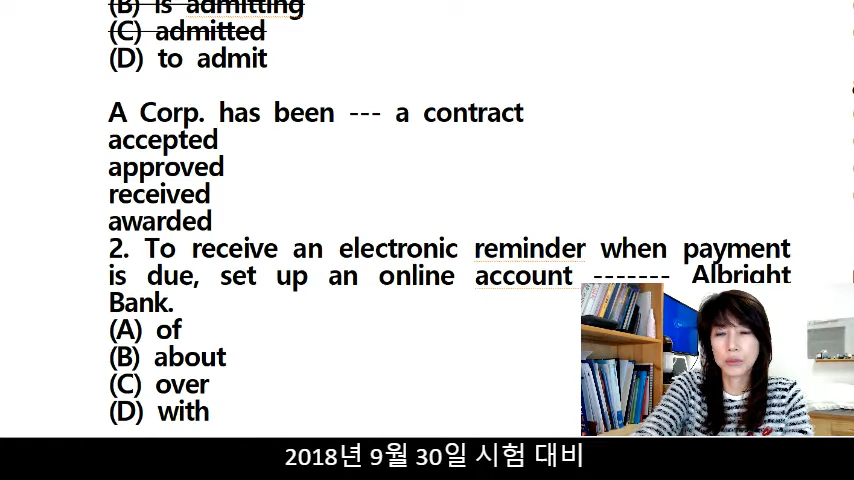 (B) is admitting
(C) admitted
(D) to admit
A Corp. has been --- a contract
accepted
approved
received
awarded
2. To receive an electronic reminder when payment
is due, set up an online account ------- Albright
Bank.
(A) of
(B) about
(C) over
(D) with
2018년 9월 30일 시험 대비